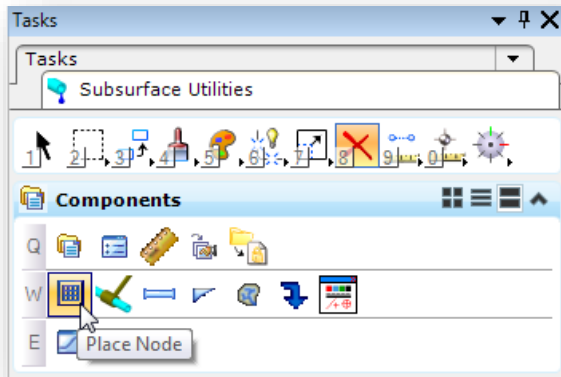 Tasks
Tasks
Subsurface Utilities
1 2 3 4 5 6 7 8 9 0
Components
Q
W
E Place Node